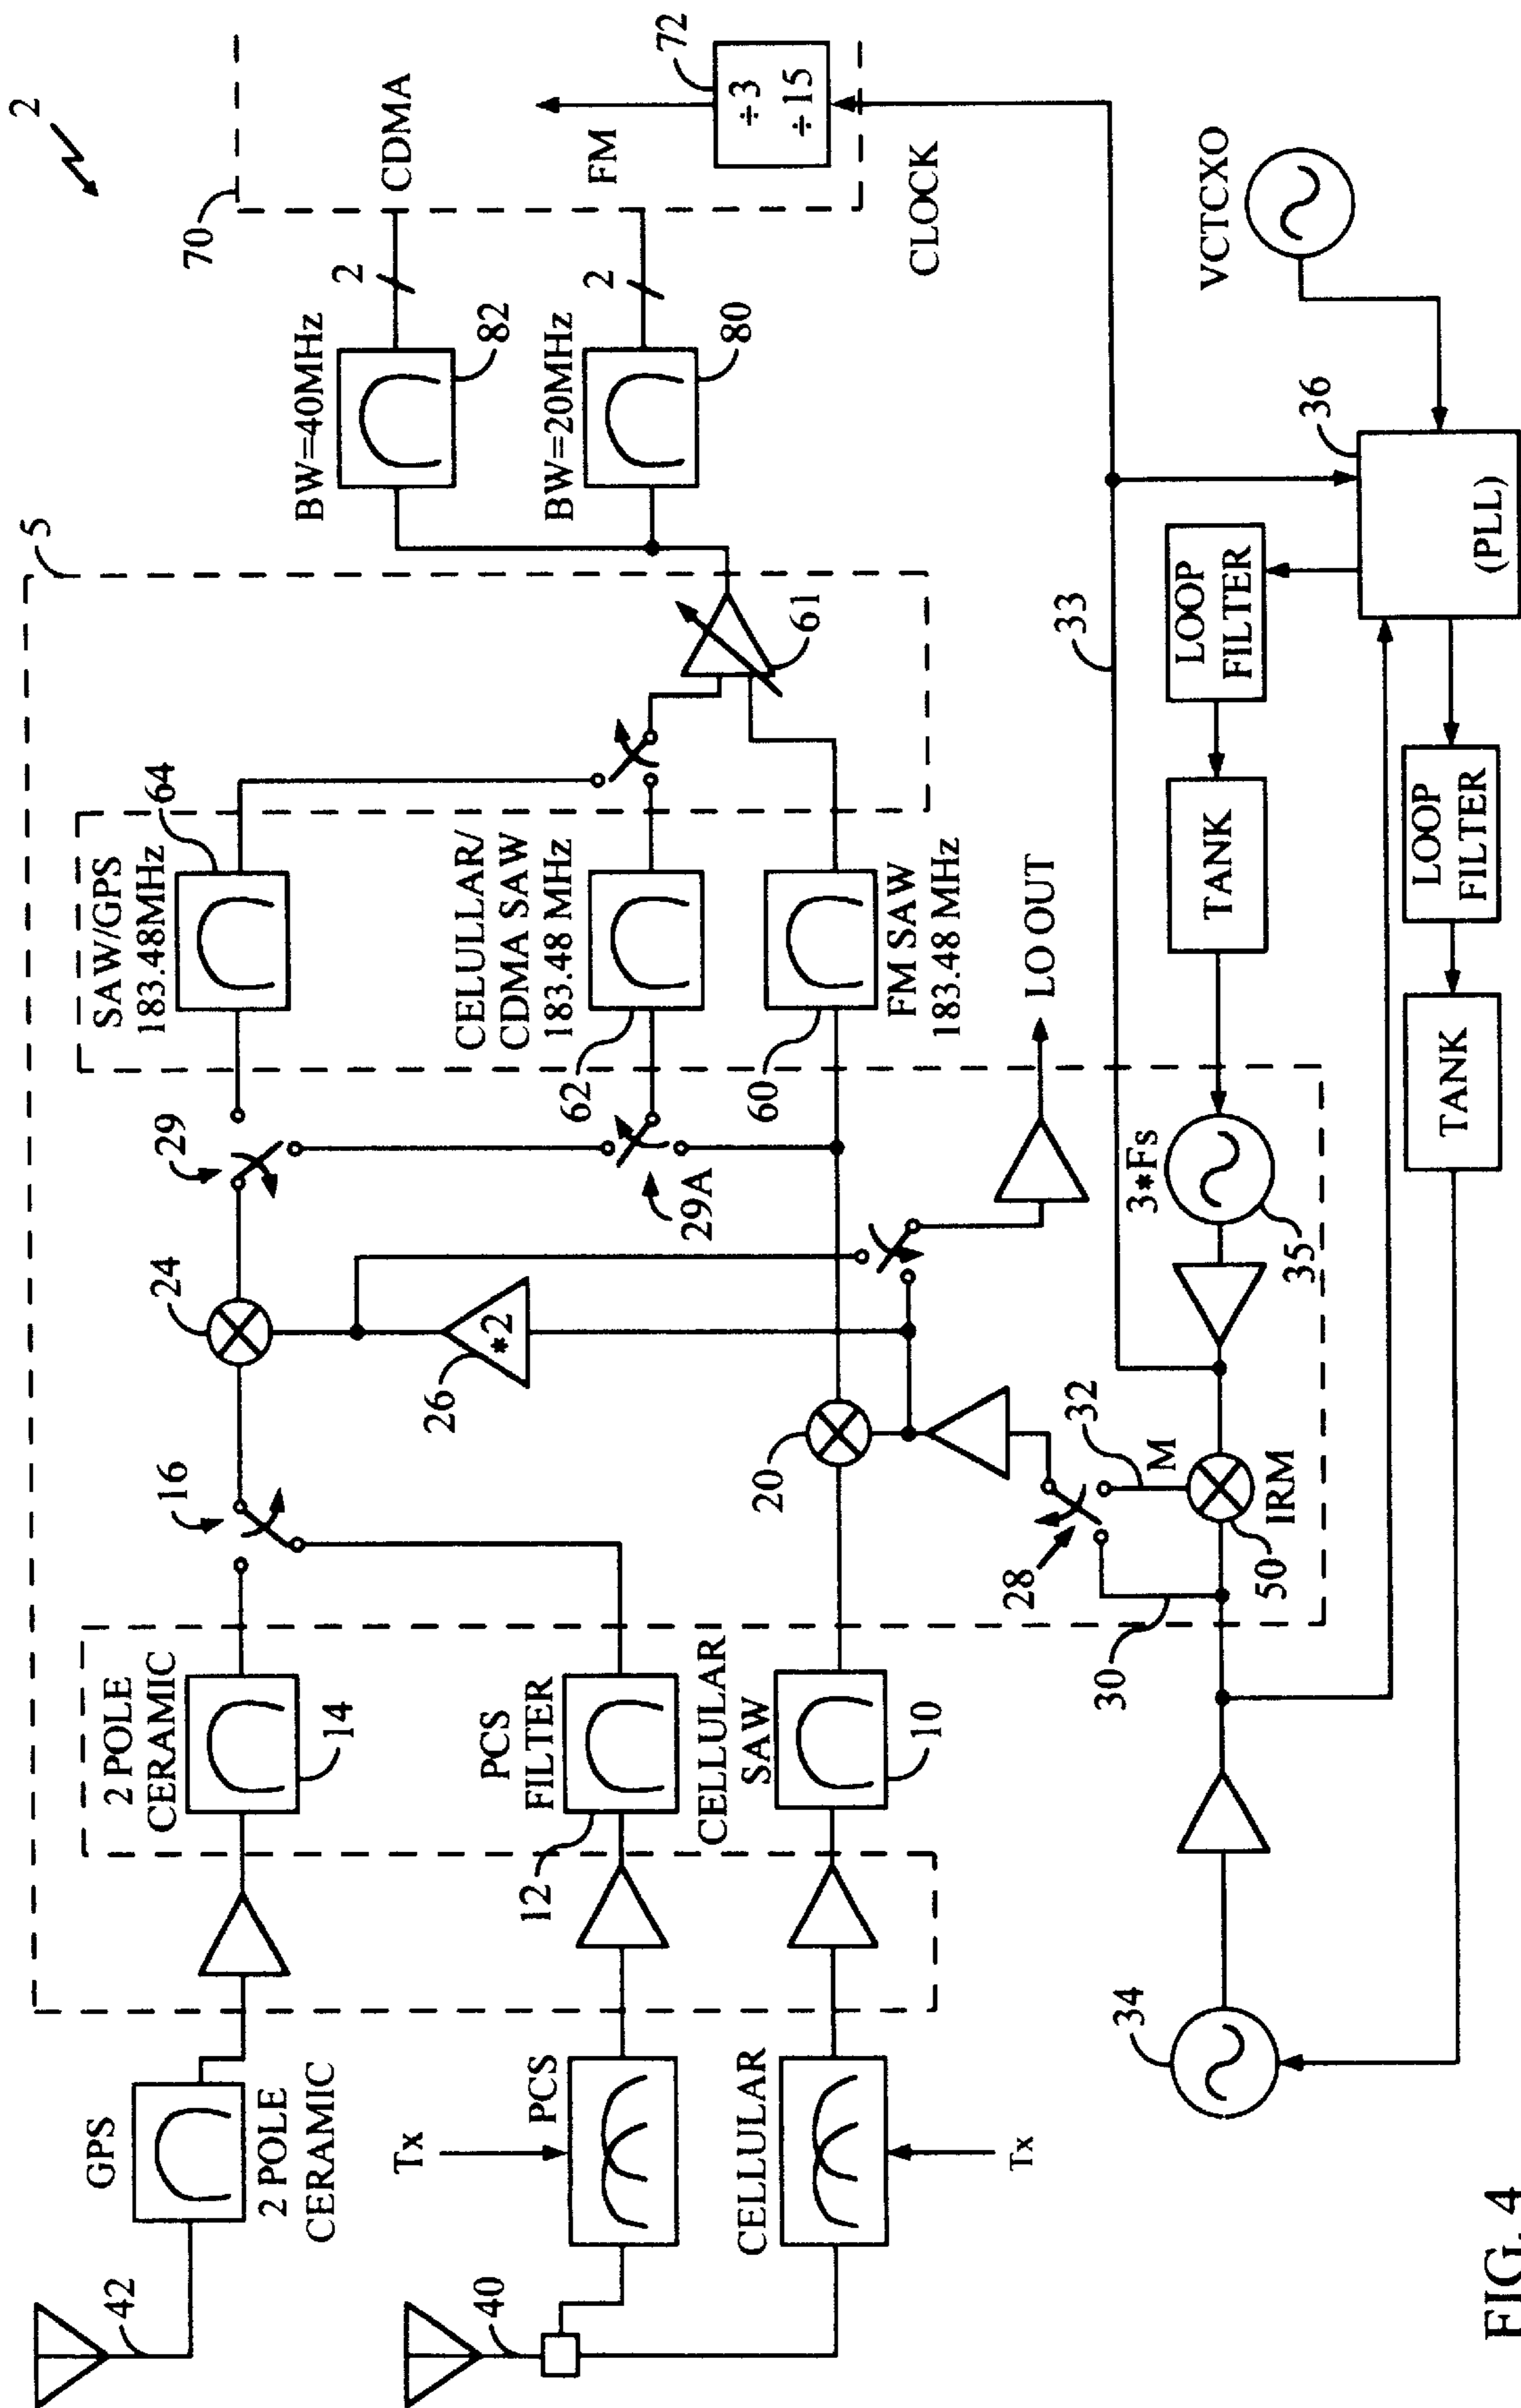 2
5
70
CDMA
FM
72
÷3
÷15
CLOCK
VCTCXO
2
2
BW=40MHz
82
BW=20MHz
80
61
SAW/GPS
183.48MHz
64
CELULLAR/
CDMA SAW
183.48 MHz
62
FM SAW
183.48 MHz
60
29
29A
24
*2
26
16
20
28
LO OUT
2 POLE
CERAMIC
14
PCS
FILTER
12
CELLULAR
SAW
10
GPS
2 POLE
CERAMIC
42
Tx
PCS
40
CELLULAR
Tx
34
30
32
M
IRM
50
3*Fs
35
33
TANK
LOOP
FILTER
36
(PLL)
LOOP
FILTER
TANK
FIG. 4